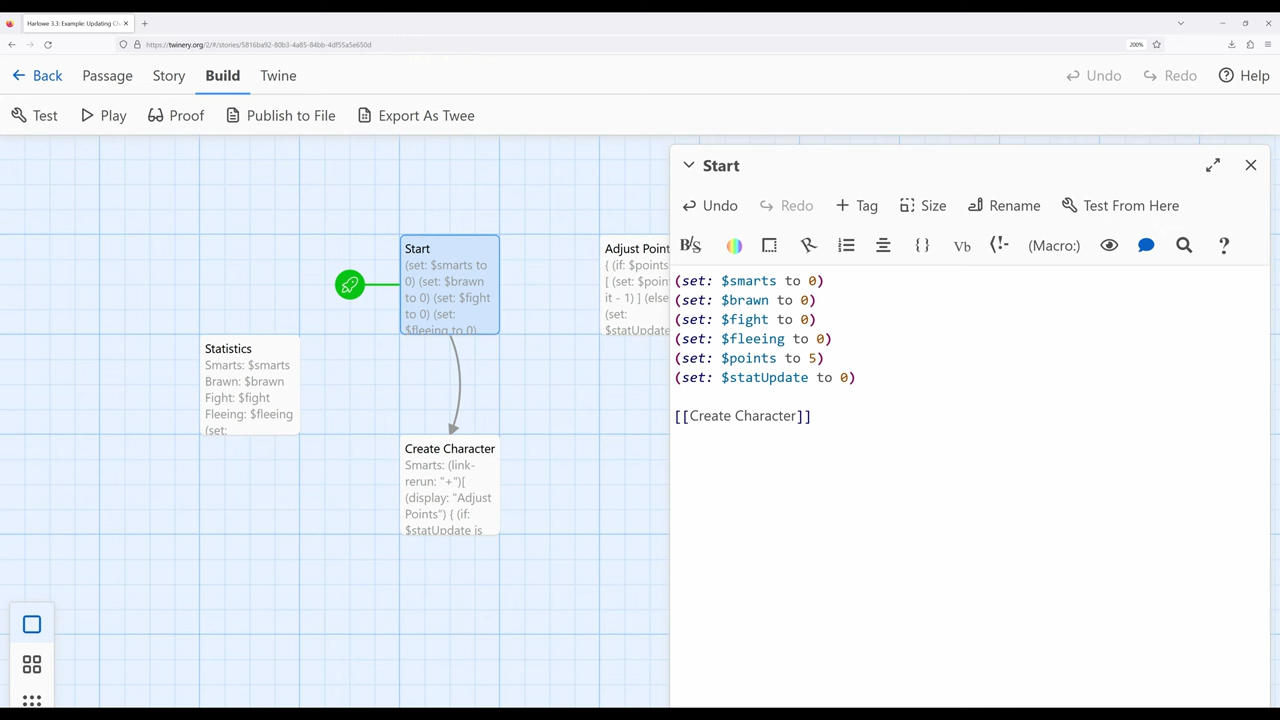 Harlowe 3.3: Example: Updating Ch
https://twinery.org/2/#/stories/5816ba92-80b3-4a85-84bb-4df55a5e650d
200%
Back
Passage
Story
Build
Twine
Undo
Redo
Help
Test
Play
Proof
Publish to File
Export As Twee
Start
(set: $smarts to
0) (set: $brawn
to 0) (set: $fight
to 0) (set:
$fleeing to 0)
Adjust Point
{ (if: $points
[ (set: $point
it - 1) ] (else
(set:
$statUpdate
Statistics
Smarts: $smarts
Brawn: $brawn
Fight: $fight
Fleeing: $fleeing
(set:
Create Character
Smarts: (link-
rerun: "+")[
(display: "Adjust
Points") { (if:
$statUpdate is
Start
Undo
Redo
+ Tag
Size
Rename
Test From Here
B/S
{ }
Vb
(!-
(Macro:)
?
(set: $smarts to 0)
(set: $brawn to 0)
(set: $fight to 0)
(set: $fleeing to 0)
(set: $points to 5)
(set: $statUpdate to 0)
[[Create Character]]